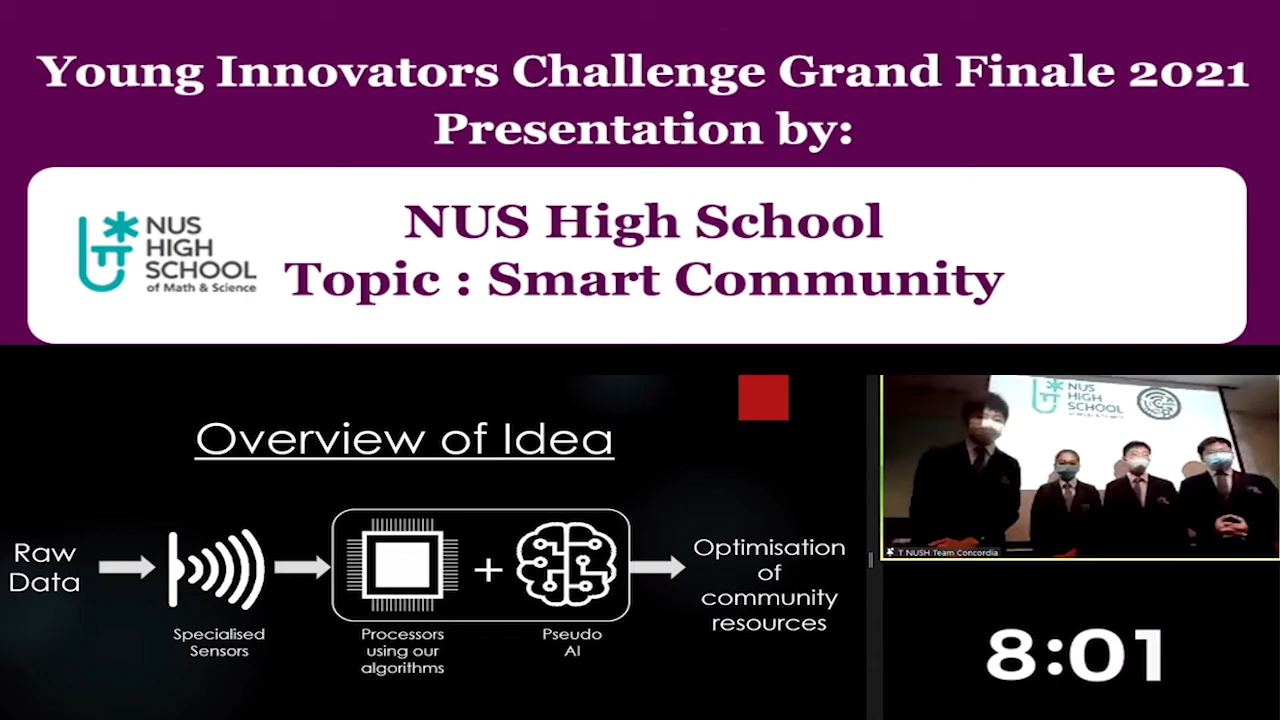 Young Innovators Challenge Grand Finale 2021
Presentation by:
NUS
HIGH
SCHOOL
of Math & Science
NUS High School
Topic : Smart Community
Overview of Idea
Raw
Data
Specialised
Sensors
+
Processors
using our
algorithms
Pseudo
AI
Optimisation
of
community
resources
NUS
HIGH
SCHOOL
T NUSH Team Concordia
8:01